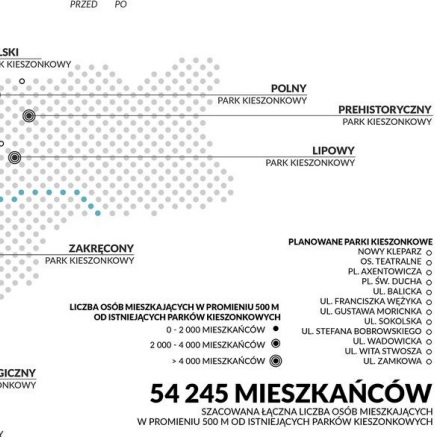 PRZED PO
LSKI
K KIESZONKOWY
POLNY
PARK KIESZONKOWY
PREHISTORYCZNY
PARK KIESZONKOWY
LIPOWY
PARK KIESZONKOWY
ZAKRĘCONY
PARK KIESZONKOWY
PLANOWANE PARKI KIESZONKOWE
NOWY KLEPARZ
OS. TEATRALNE
PL. AXENTOWICZA
PL. ŚW. DUCHA
UL. BALICKA
UL. FRANCISZKA WĘŻYKA
UL. GUSTAWA MORICNKA
UL. SOKOLSKA
UL. STEFANA BOBROWSKIEGO
UL. WADOWICKA
UL. WITA STWOSZA
UL. ZAMKOWA
LICZBA OSÓB MIESZKAJĄCYCH W PROMIENIU 500 M
OD ISTNIEJĄCYCH PARKÓW KIESZONKOWYCH
0 - 2 000 MIESZKAŃCÓW
2 000 - 4 000 MIESZKAŃCÓW
> 4 000 MIESZKAŃCÓW
GICZNY
ONKOWY
54 245 MIESZKAŃCÓW
SZACOWANA ŁĄCZNA LICZBA OSÓB MIESZKAJĄCYCH
W PROMIENIU 500 M OD ISTNIEJĄCYCH PARKÓW KIESZONKOWYCH